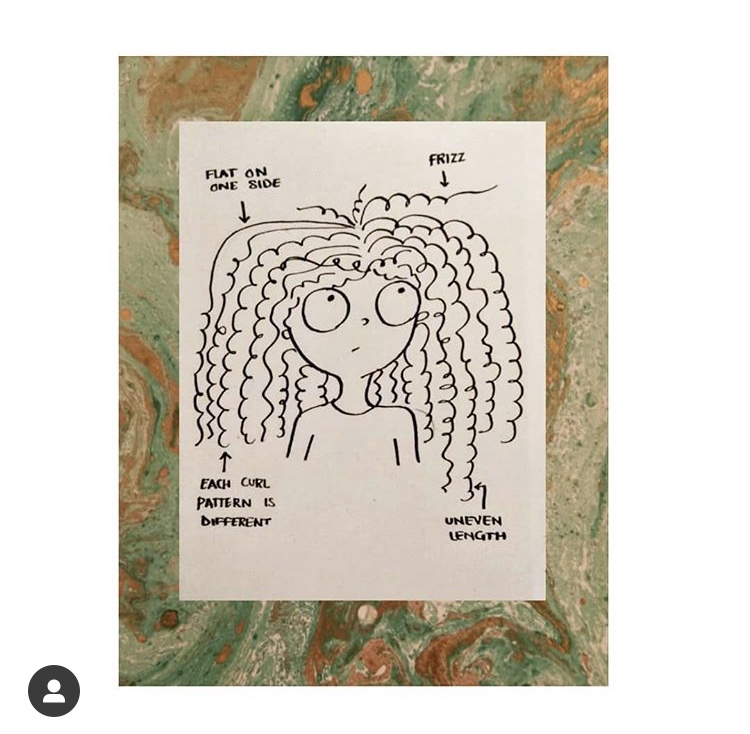 FLAT ON
ONE SIDE
FRIZZ
EACH CURL
PATTERN IS
DIFFERENT
UNEVEN
LENGTH